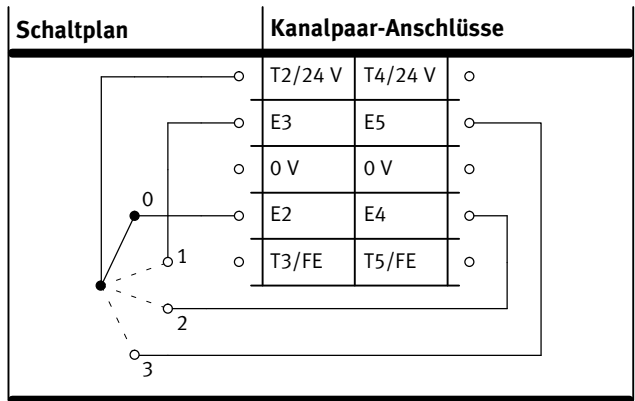 Schaltplan Kanalpaar-Anschlüsse
T2/24 V T4/24 V
E3 E5
0 V 0 V
0
E2 E4
1
T3/FE T5/FE
2
3